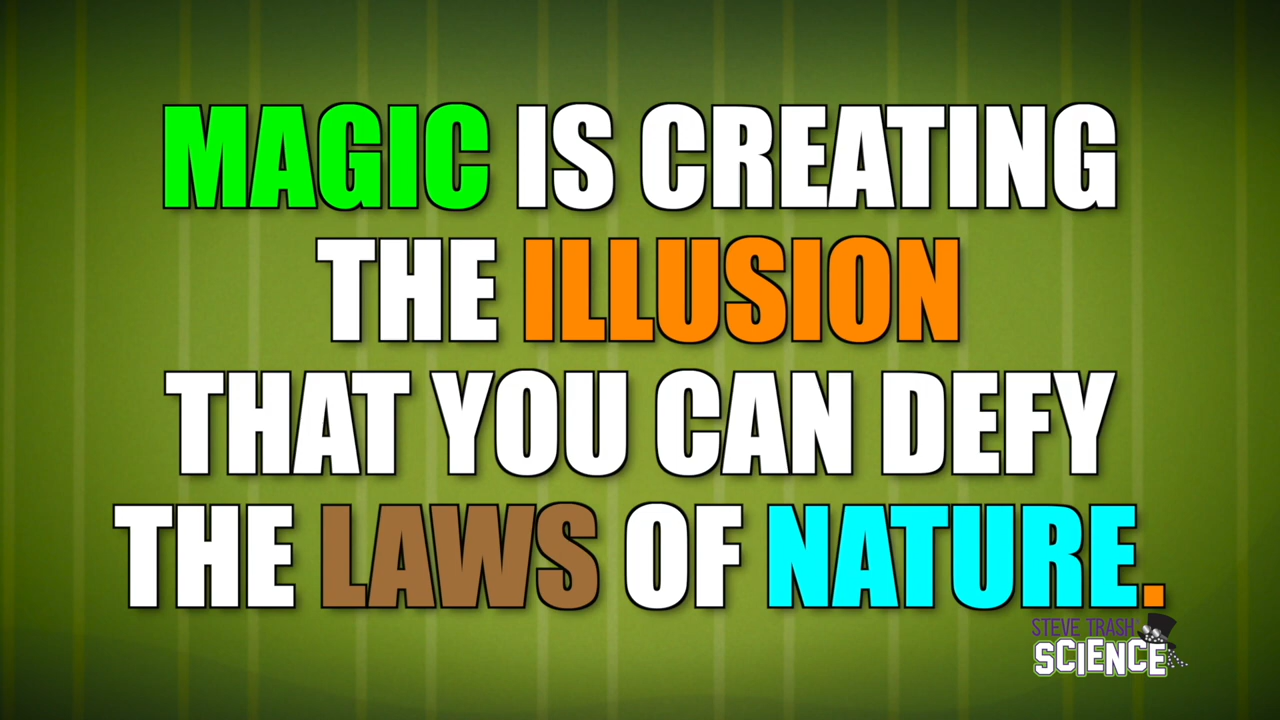 MAGIC IS CREATING
THE ILLUSION
THAT YOU CAN DEFY
THE LAWS OF NATURE.
STEVE TRASH
SCIENCE